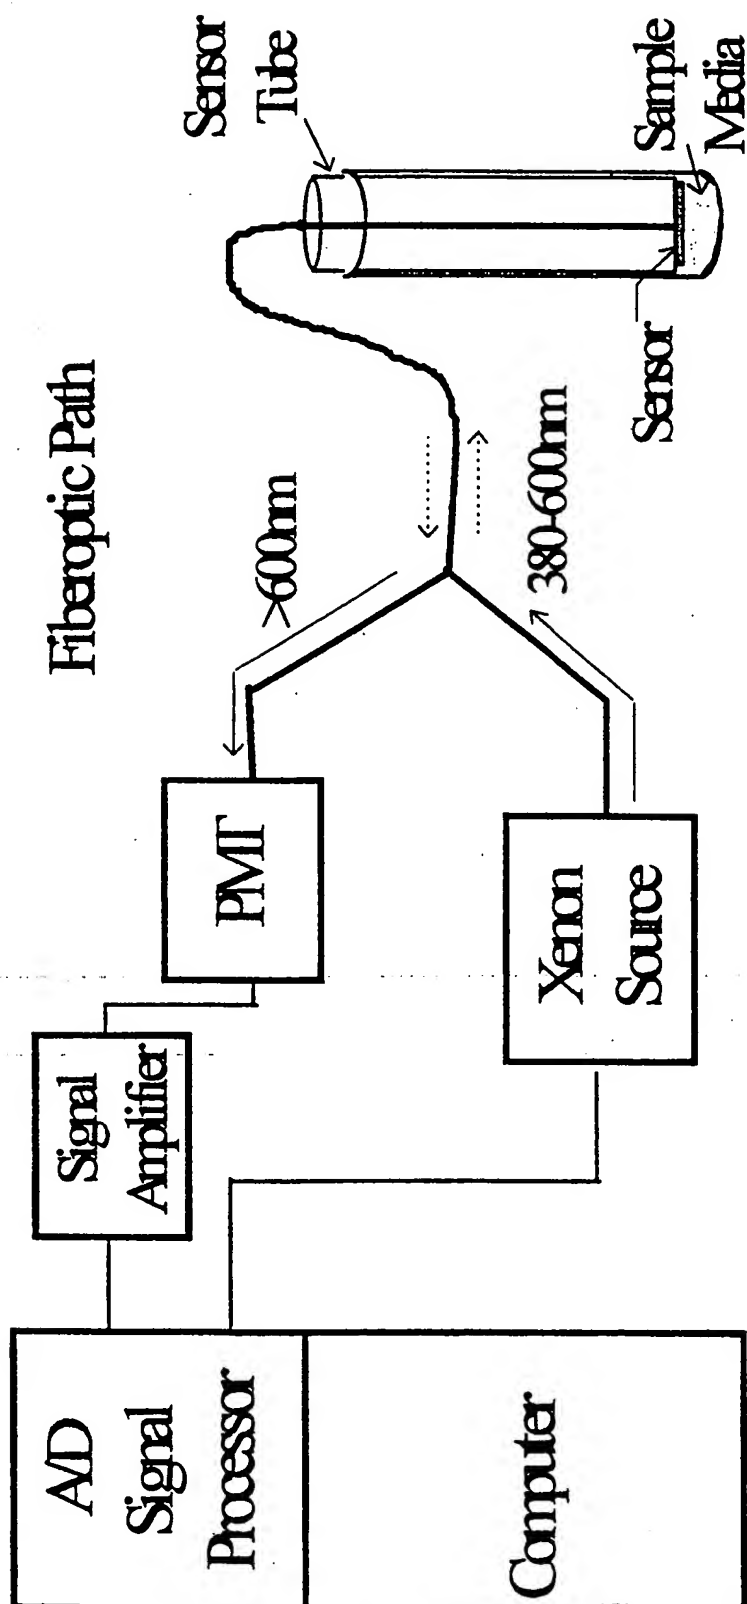 Fiberoptic Path
A/D
Signal
Processor
Computer
Signal
Amplifier
PMT
Xenon
Source
>600nm
380-600nm
Sensor
Tube
Sensor
Sample
Media